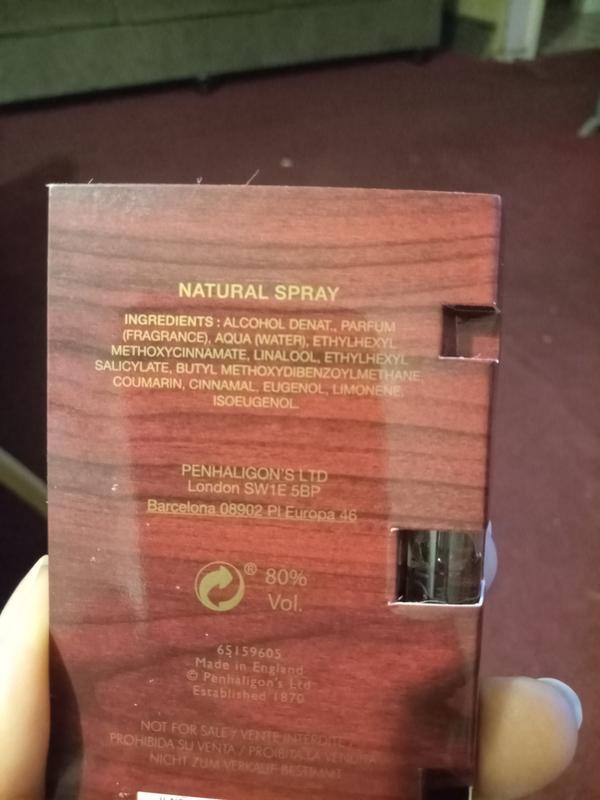 NATURAL SPRAY
INGREDIENTS : ALCOHOL DENAT., PARFUM
(FRAGRANCE), AQUA (WATER), ETHYLHEXYL
METHOXYCINNAMATE, LINALOOL, ETHYLHEXYL
SALICYLATE, BUTYL METHOXYDIBENZOYLMETHANE,
COUMARIN, CINNAMAL, EUGENOL, LIMONENE,
ISOEUGENOL.
PENHALIGON'S LTD
London SW1E 5BP
Barcelona 08902 Pl Europa 46
® 80%
Vol.
65159605
Made in England
© Penhaligon's Ltd
Established 1870
NOT FOR SALE / VENTE INTERDITE /
PROHIBIDA SU VENTA / PROIBITA LA VENDITA
NICHT ZUM VERKAUF BESTIMMT